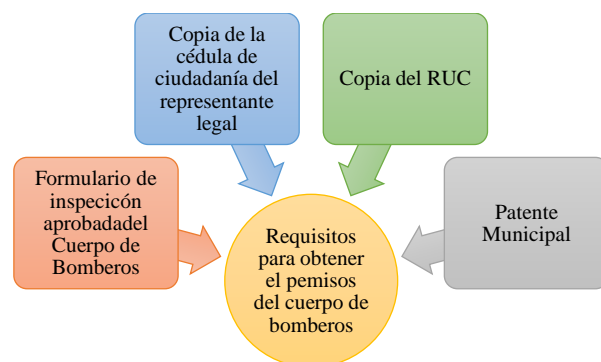 Copia de la
cédula de
ciudadanía del
representante
legal
Copia del RUC
Formulario de
inspeción
aprobadadel
Cuerpo de
Bomberos
Requisitos
para obtener
el pemisos
del cuerpo de
bomberos
Patente
Municipal